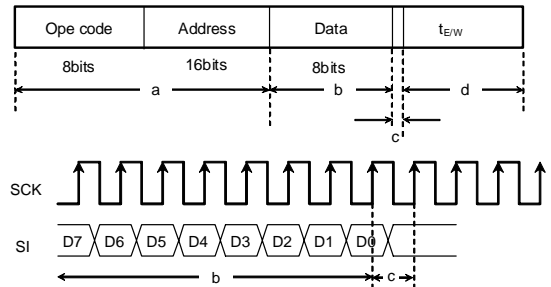 Ope code Address Data tE/W
8bits 16bits 8bits
a b d
c
SCK
SI D7 D6 D5 D4 D3 D2 D1 D0
b c